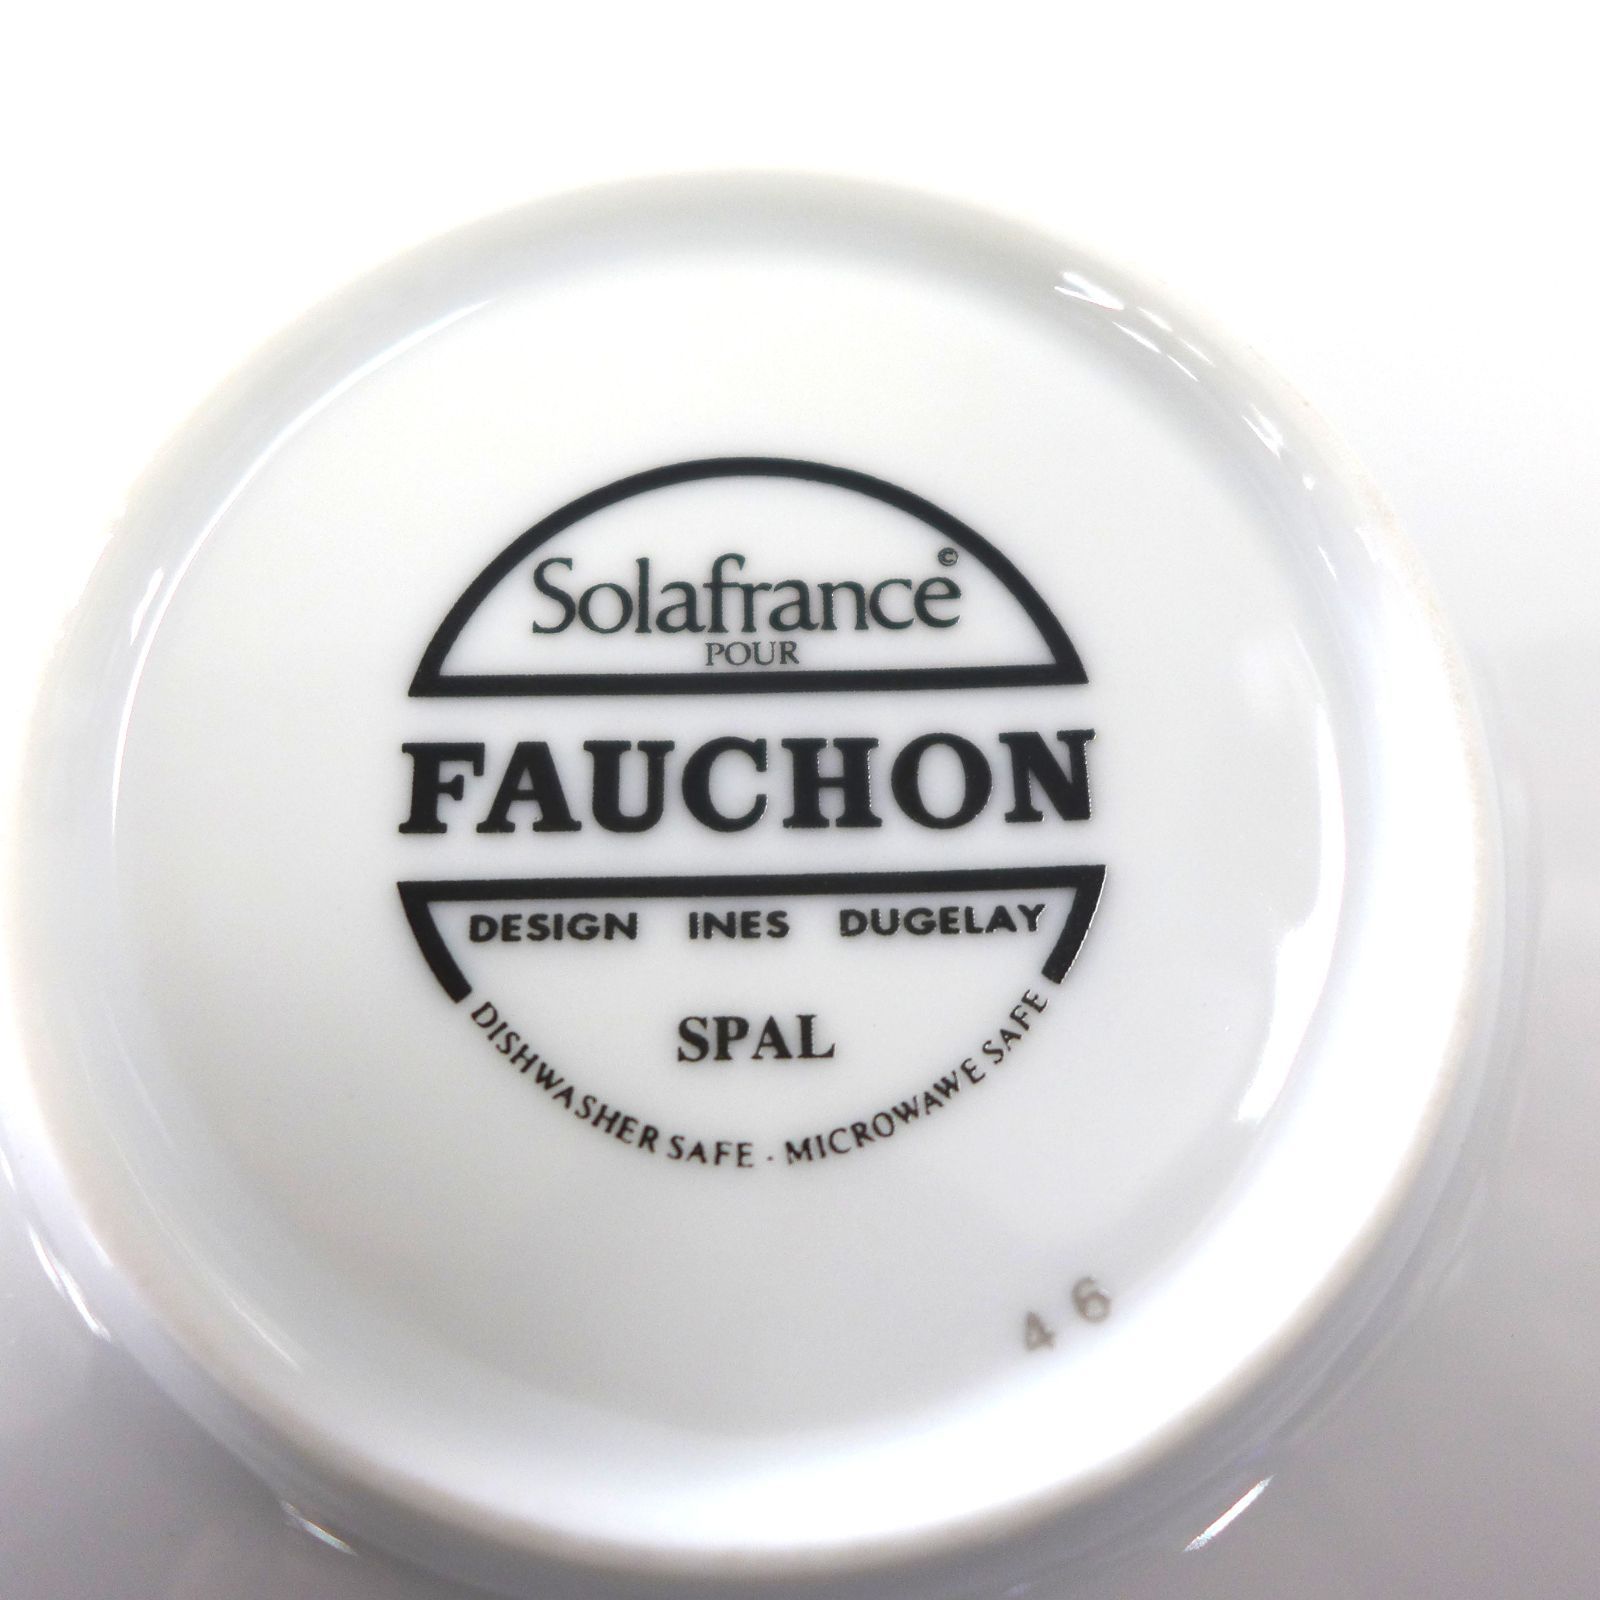 Solafrance©
POUR
FAUCHON
DESIGN INES DUGELAY
SPAL
DISHWASHER SAFE · MICROWAWE SAFE
46